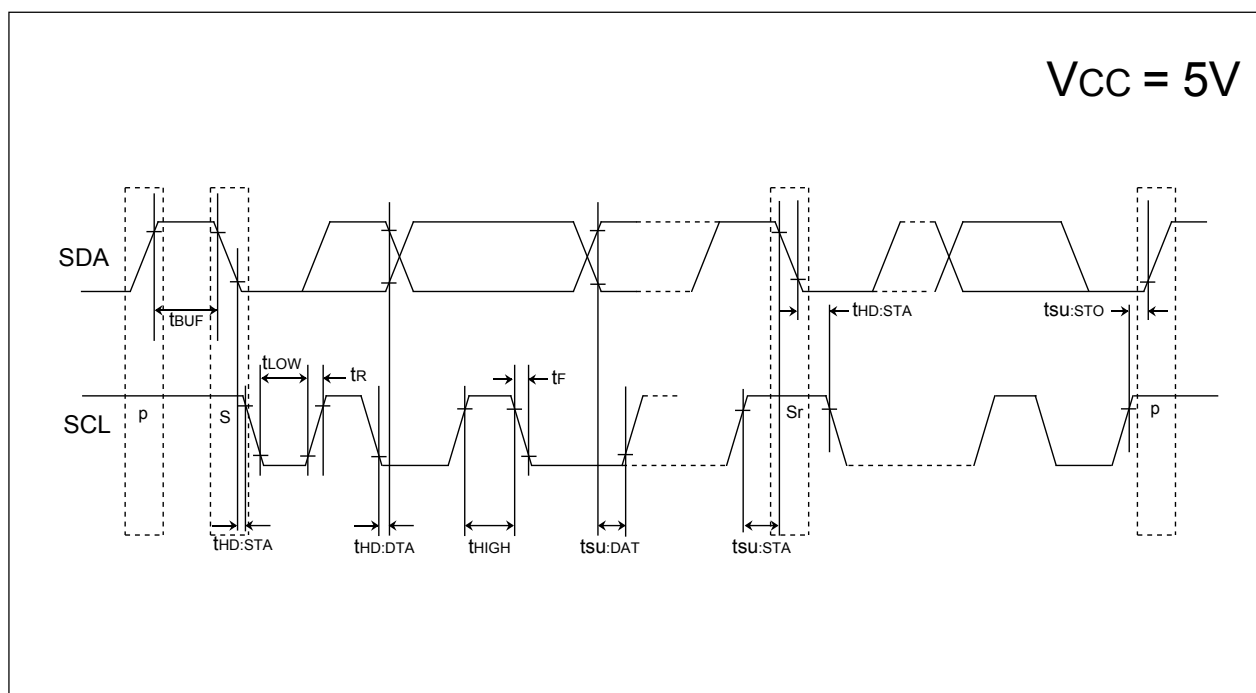 VCC = 5V
SDA
tBUF
tHD:STA
tsu:STO
tLOW
tR
tF
SCL
p
S
Sr
p
tHD:STA
tHD:DTA
tHIGH
tsu:DAT
tsu:STA